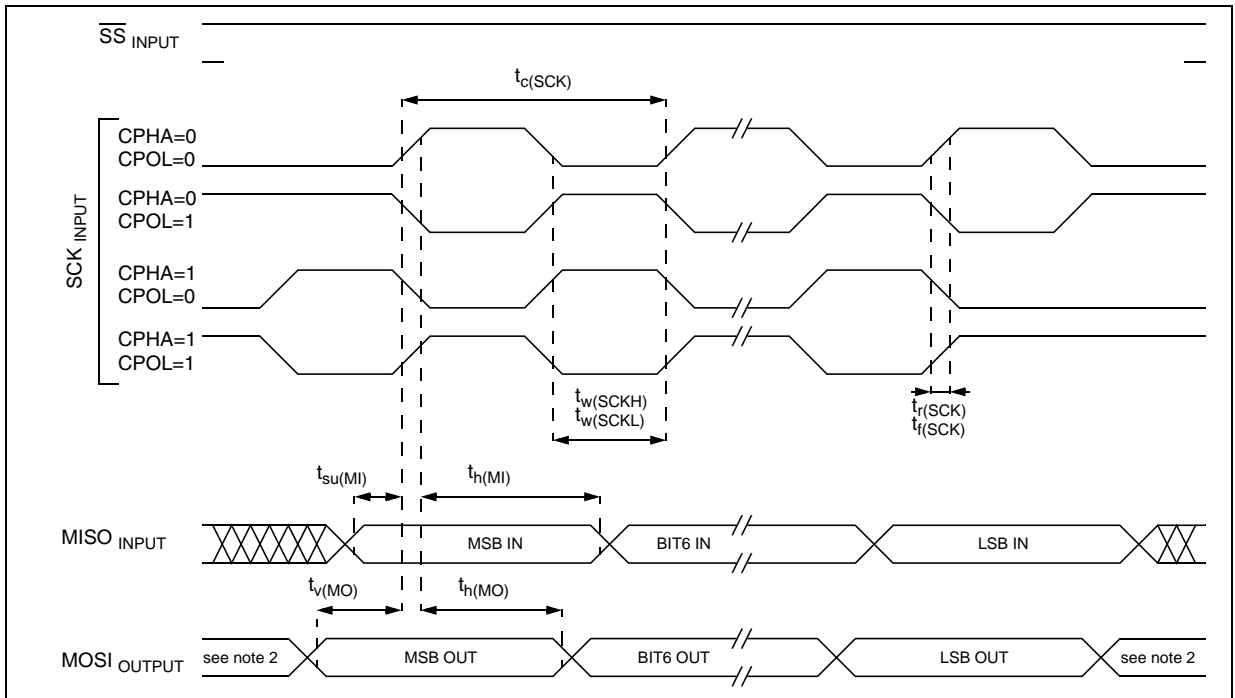 SS INPUT
tc(SCK)
SCK INPUT
CPHA=0
CPOL=0
CPHA=0
CPOL=1
CPHA=1
CPOL=0
CPHA=1
CPOL=1
tw(SCKH)
tw(SCKL)
tr(SCK)
tf(SCK)
tsu(MI)
th(MI)
MISO INPUT
MSB IN
BIT6 IN
LSB IN
tv(MO)
th(MO)
MOSI OUTPUT
see note 2
MSB OUT
BIT6 OUT
LSB OUT
see note 2